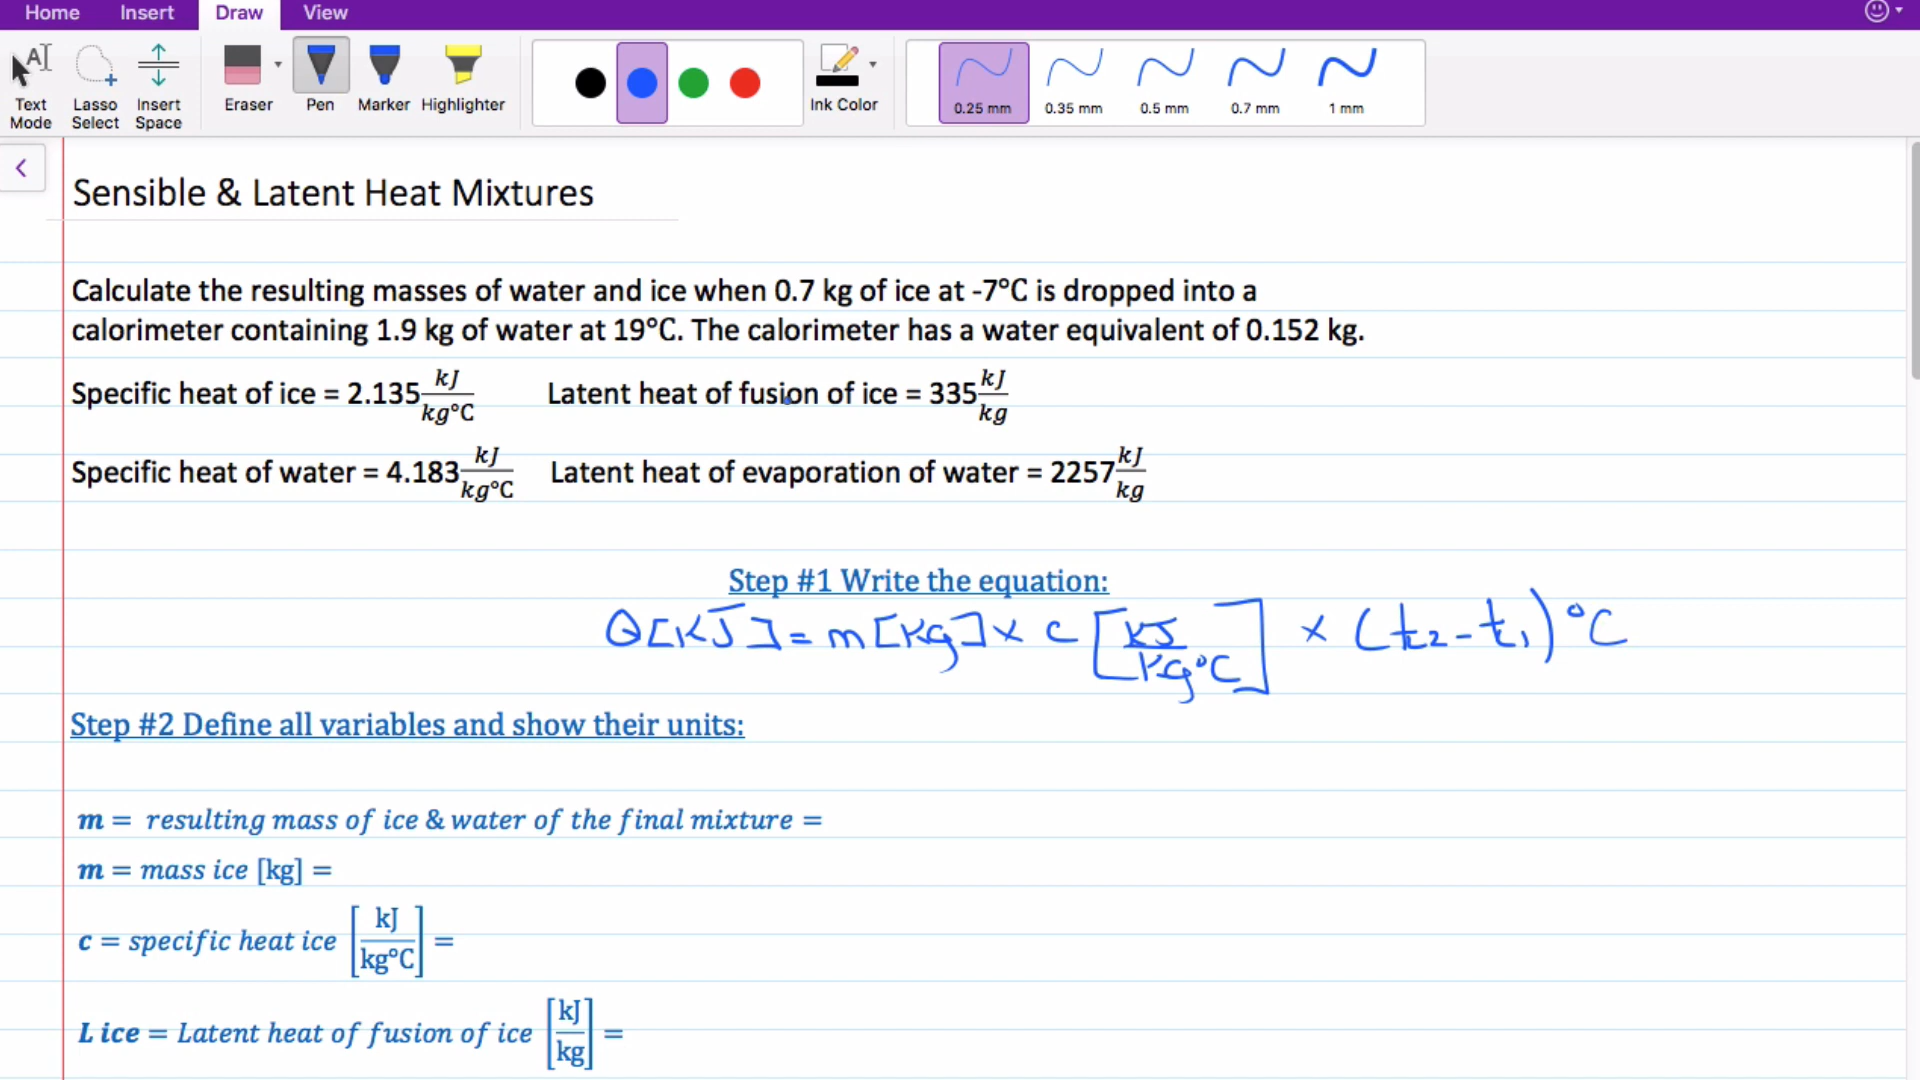 Home Insert Draw View
Text Mode Lasso Select Insert Space Eraser Pen Marker Highlighter Ink Color 0.25 mm 0.35 mm 0.5 mm 0.7 mm 1 mm
Sensible & Latent Heat Mixtures
Calculate the resulting masses of water and ice when 0.7 kg of ice at -7°C is dropped into a
calorimeter containing 1.9 kg of water at 19°C. The calorimeter has a water equivalent of 0.152 kg.
Specific heat of ice = 2.135 kJ/kg°C Latent heat of fusion of ice = 335 kJ/kg
Specific heat of water = 4.183 kJ/kg°C Latent heat of evaporation of water = 2257 kJ/kg
Step #1 Write the equation:
Q[KJ] = m[Kg] × c [KJ/Kg°C] × (t2 - t1) °C
Step #2 Define all variables and show their units:
m = resulting mass of ice & water of the final mixture =
m = mass ice [kg] =
c = specific heat ice [kJ/kg°C] =
L ice = Latent heat of fusion of ice [kJ/kg] =